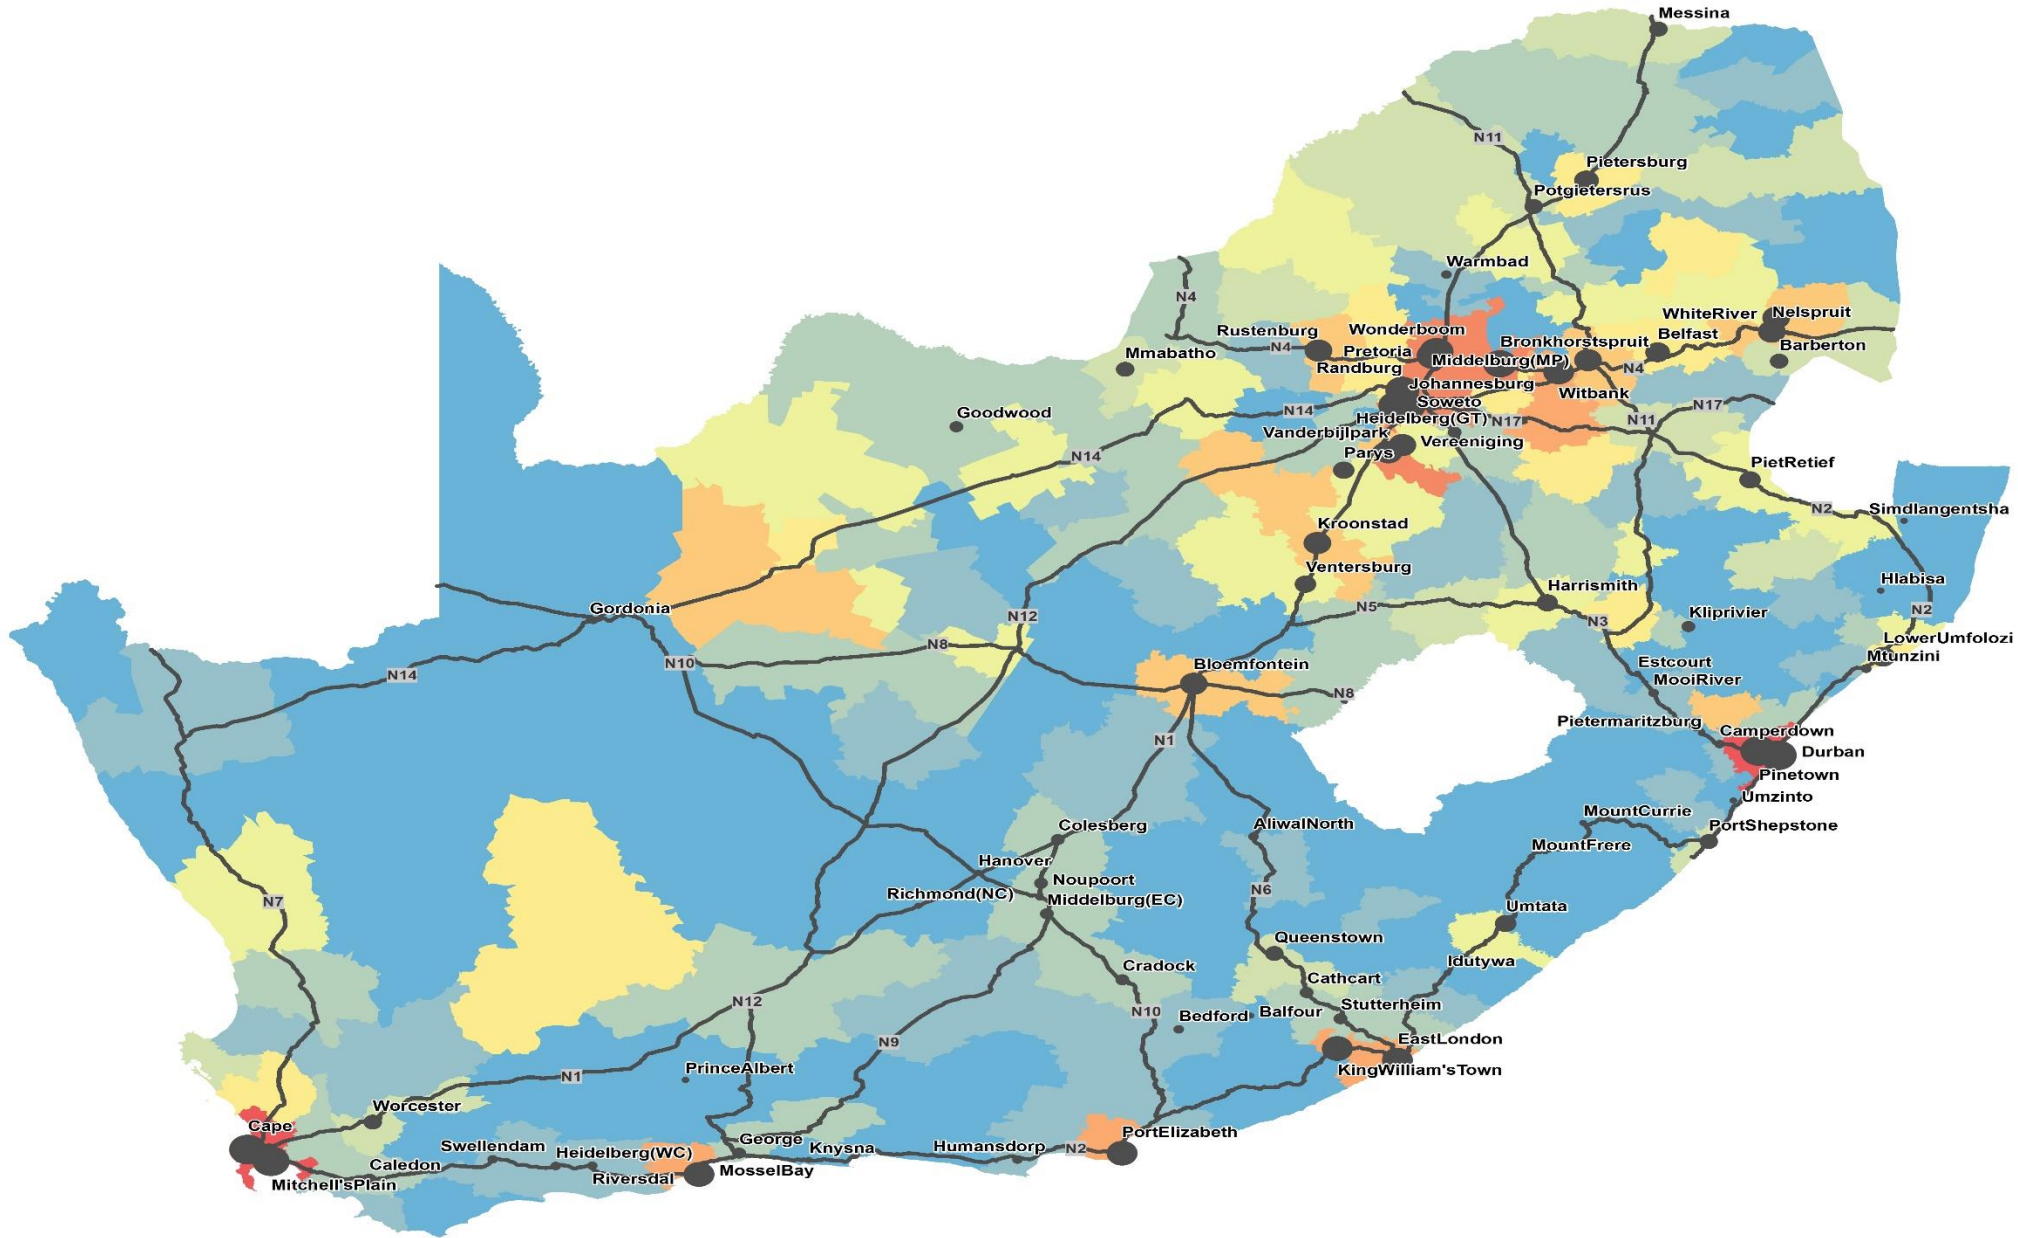 Messina
N11
Pietersburg
Potgietersrus
Warmbad
N4
WhiteRiver
Nelspruit
Rustenburg
Wonderboom
Bronkhorstspruit
Belfast
N4
Pretoria
Middelburg(MP)
Barberton
Mmabatho
Randburg
N4
Johannesburg
Witbank
Soweto
N14
Goodwood
Heidelberg(GT)
N17
N11
N17
Vanderbijlpark
Vereeniging
Parys
N14
PietRetief
N2
Simdlangentsha
Kroonstad
Ventersburg
Hlabisa
Harrismith
Gordonia
N5
N12
N3
Kliprivier
N2
N8
LowerUmfolozi
N10
Bloemfontein
Estcourt
Mtunzini
N14
MooiRiver
N8
Pietermaritzburg
Camperdown
N1
Durban
Pinetown
Umzinto
MountCurrie
Colesberg
AliwalNorth
PortShepstone
MountFrere
Hanover
Noupoort
N6
Richmond(NC)
Middelburg(EC)
N7
Umtata
Queenstown
Idutywa
Cradock
Cathcart
N12
Stutterheim
N10
Bedford
Balfour
N9
EastLondon
PrinceAlbert
KingWilliam'sTown
N1
Worcester
Cape
PortElizabeth
George
Swellendam
Heidelberg(WC)
Knysna
Humansdorp
N2
Caledon
MosselBay
Riversdal
Mitchell'sPlain